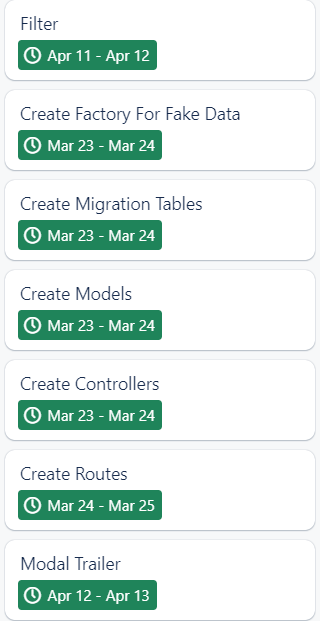 Filter
Apr 11 - Apr 12
Create Factory For Fake Data
Mar 23 - Mar 24
Create Migration Tables
Mar 23 - Mar 24
Create Models
Mar 23 - Mar 24
Create Controllers
Mar 23 - Mar 24
Create Routes
Mar 24 - Mar 25
Modal Trailer
Apr 12 - Apr 13